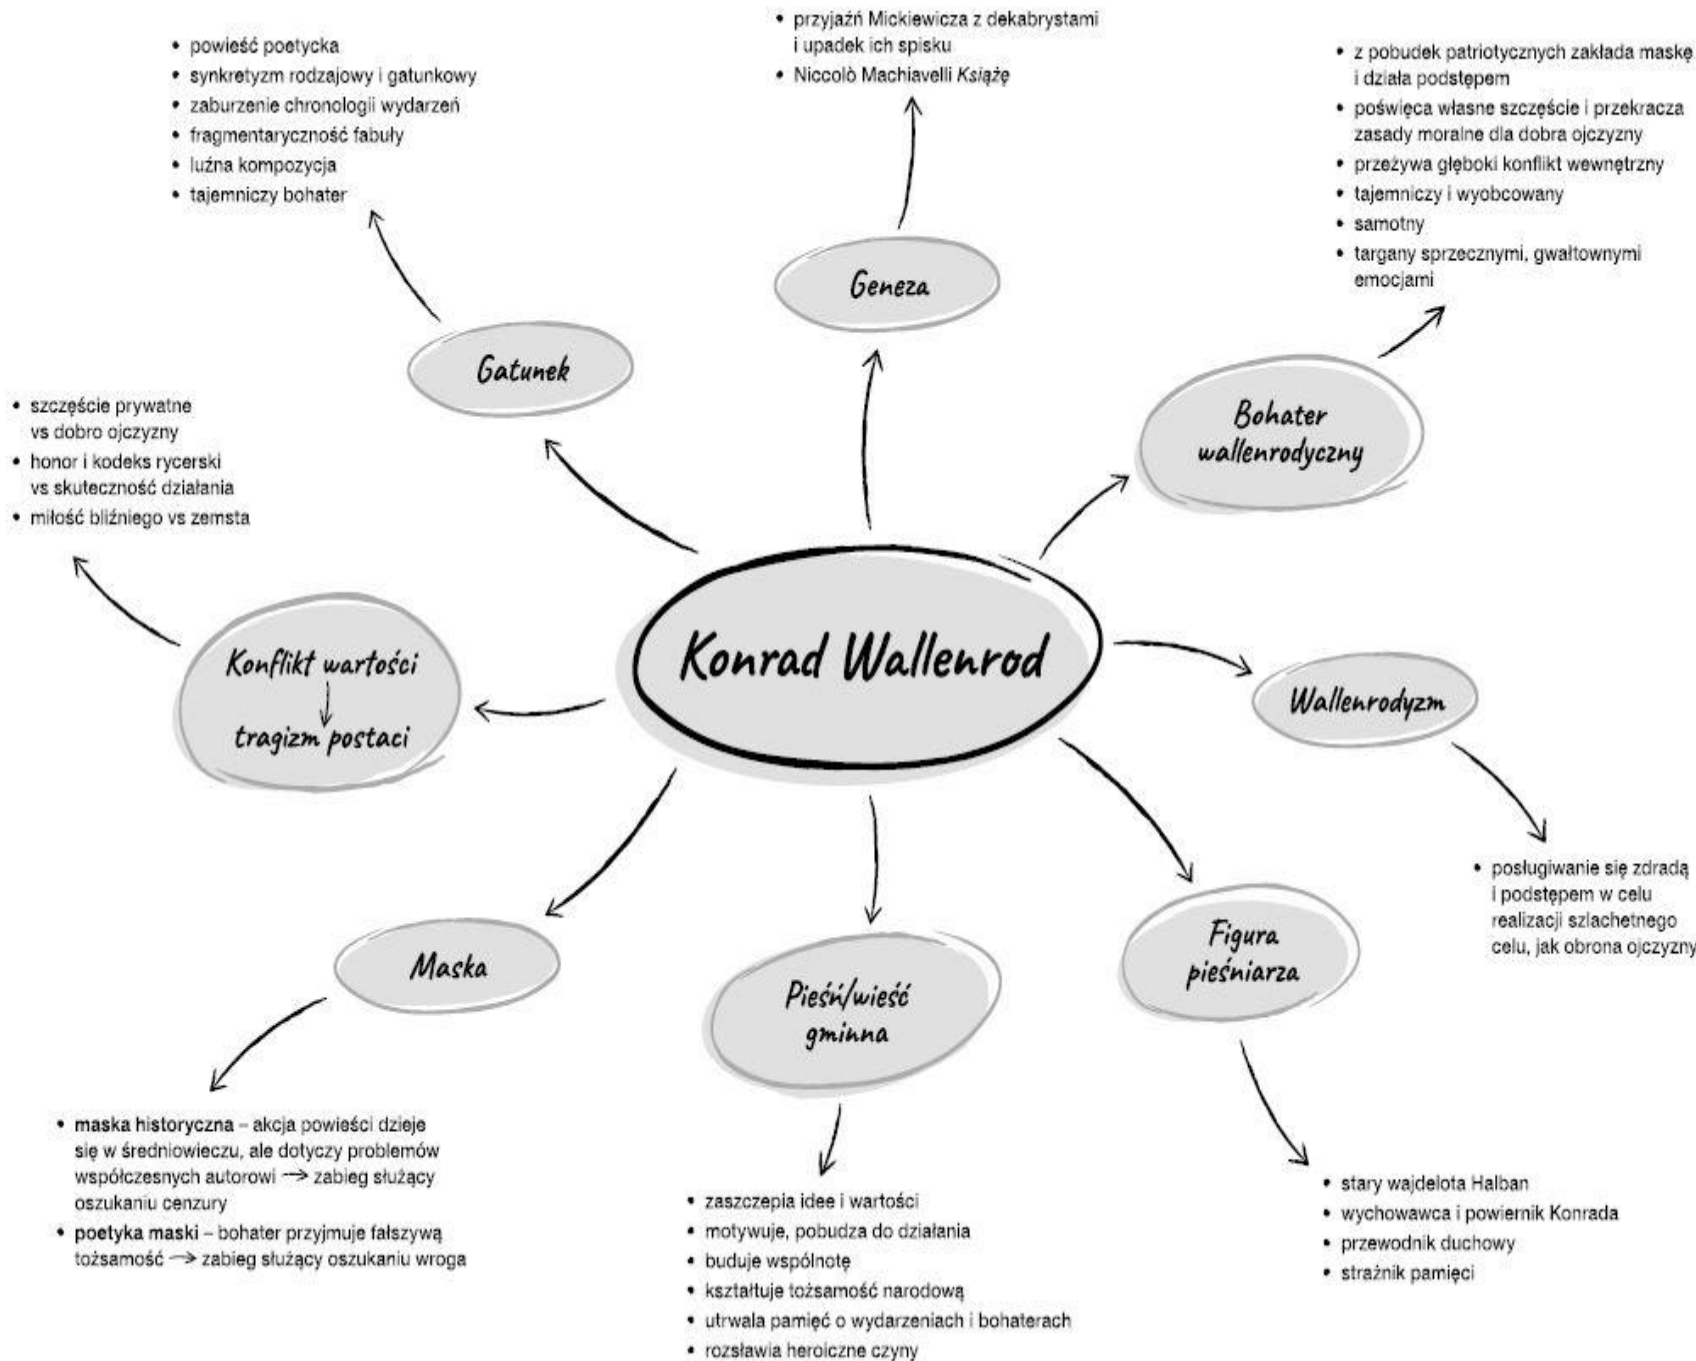 • powieść poetycka
• synkretyzm rodzajowy i gatunkowy
• zaburzenie chronologii wydarzeń
• fragmentaryczność fabuły
• luźna kompozycja
• tajemniczy bohater
Gatunek
• przyjaźń Mickiewicza z dekabrystami
i upadek ich spisku
• Niccolò Machiavelli Książę
Geneza
• z pobudek patriotycznych zakłada maskę
i działa podstępem
• poświęca własne szczęście i przekracza
zasady moralne dla dobra ojczyzny
• przeżywa głęboki konflikt wewnętrzny
• tajemniczy i wyobcowany
• samotny
• targany sprzecznymi, gwałtownymi
emocjami
Bohater
wallenrodyczny
• szczęście prywatne
vs dobro ojczyzny
• honor i kodeks rycerski
vs skuteczność działania
• miłość bliźniego vs zemsta
Konflikt wartości
tragizm postaci
Konrad Wallenrod
Wallenrodyzm
• posługiwanie się zdradą
i podstępem w celu
realizacji szlachetnego
celu, jak obrona ojczyzny
Maska
• maska historyczna – akcja powieści dzieje
się w średniowieczu, ale dotyczy problemów
współczesnych autorowi → zabieg służący
oszukaniu cenzury
• poetyka maski – bohater przyjmuje fałszywą
tożsamość → zabieg służący oszukaniu wroga
Pieśń/wieść
gminna
• zaszczepia idee i wartości
• motywuje, pobudza do działania
• buduje wspólnotę
• kształtuje tożsamość narodową
• utrwala pamięć o wydarzeniach i bohaterach
• rozsławia heroiczne czyny
Figura
pieśniarza
• stary wajdelota Halban
• wychowawca i powiernik Konrada
• przewodnik duchowy
• strażnik pamięci